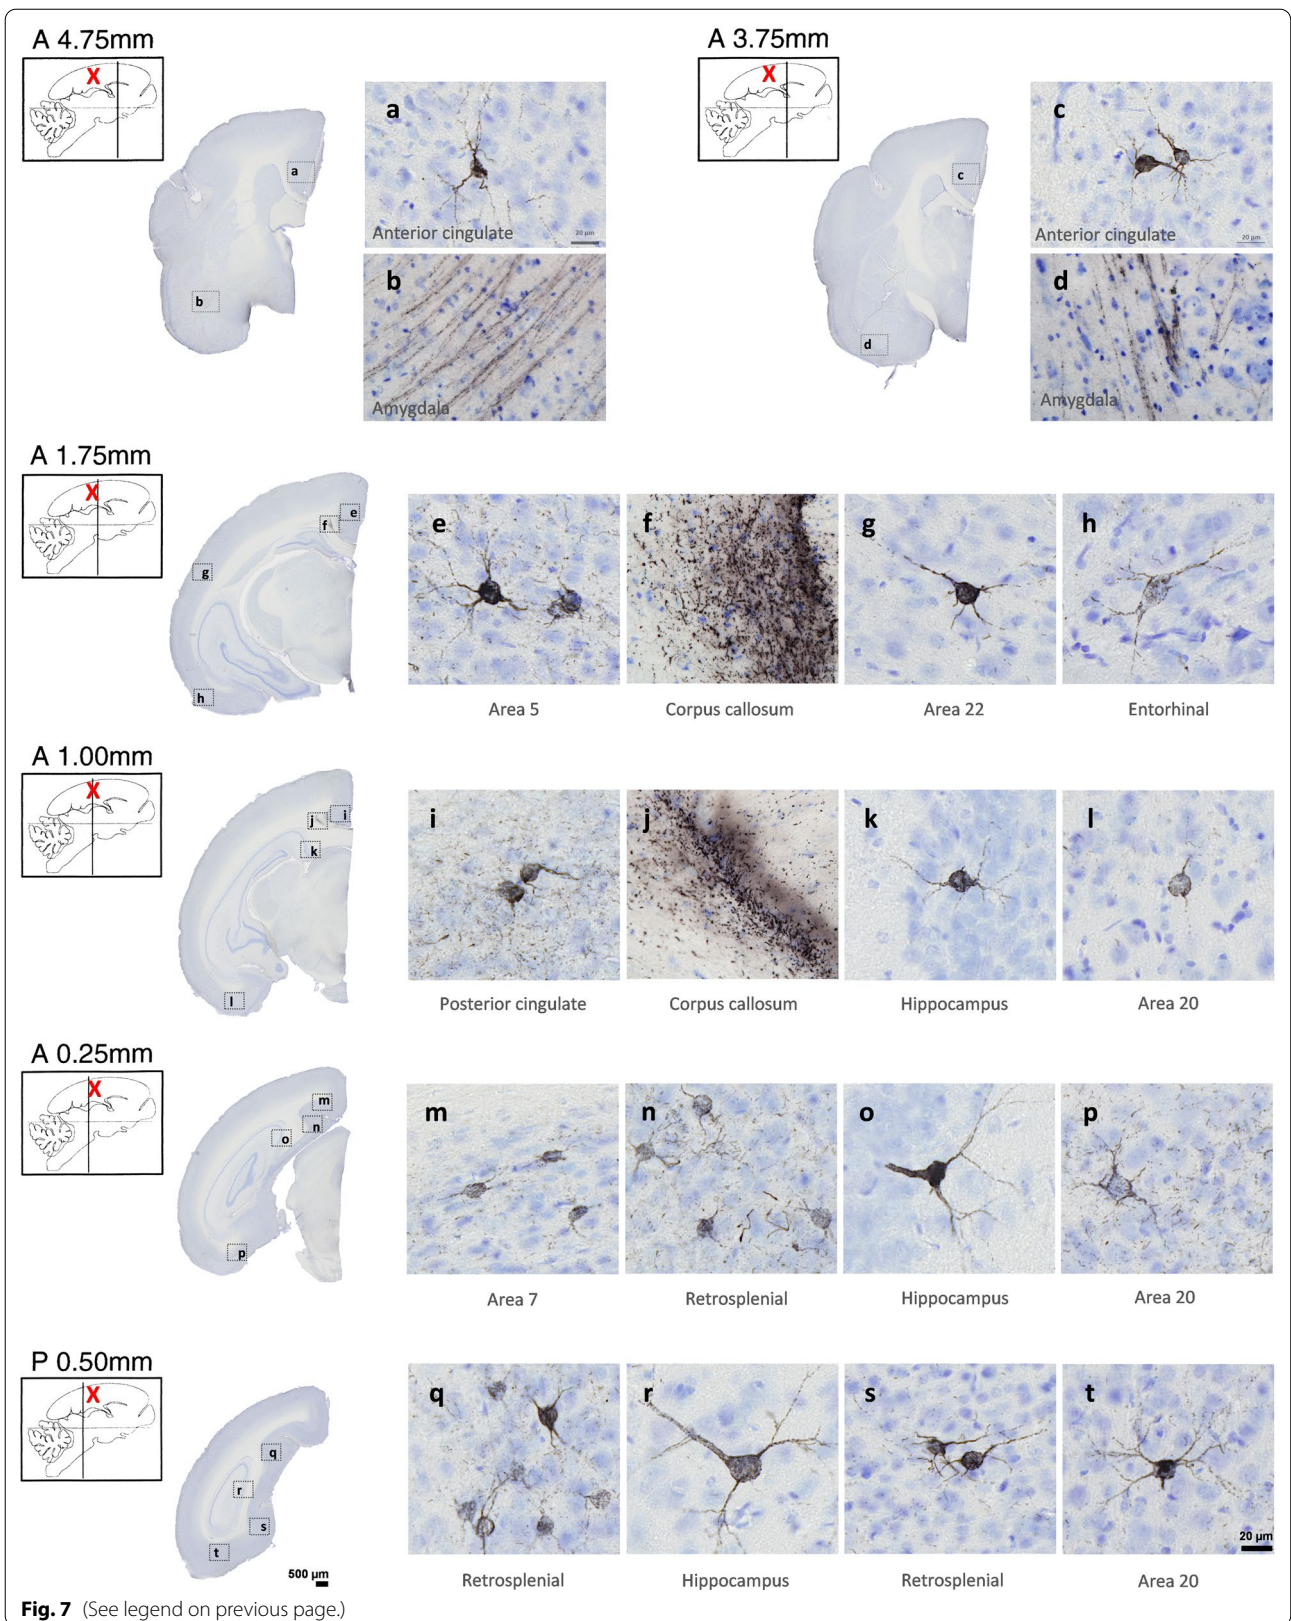 A 4.75mm
A 3.75mm
X
X
a
b
a
Anterior cingulate
20 µm
b
Amygdala
c
d
c
Anterior cingulate
20 µm
d
Amygdala
A 1.75mm
X
e
f
g
h
e
f
g
h
Area 5
Corpus callosum
Area 22
Entorhinal
A 1.00mm
X
i
j
k
l
i
j
k
l
Posterior cingulate
Corpus callosum
Hippocampus
Area 20
A 0.25mm
X
m
n
o
p
m
n
o
p
Area 7
Retrosplenial
Hippocampus
Area 20
P 0.50mm
X
q
r
s
t
500 µm
q
r
s
t
20 µm
Retrosplenial
Hippocampus
Retrosplenial
Area 20
Fig. 7 (See legend on previous page.)